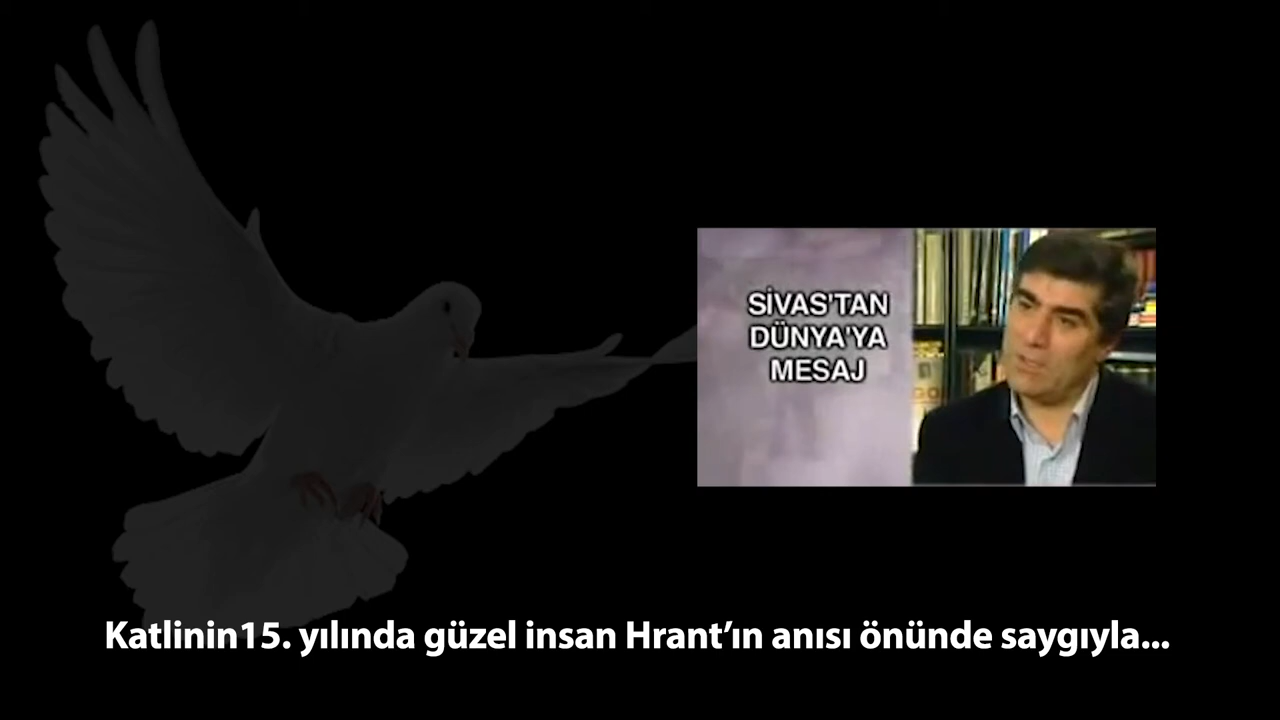 SİVAS'TAN
DÜNYA'YA
MESAJ
Katlinin15. yılında güzel insan Hrant’ın anısı önünde saygıyla...